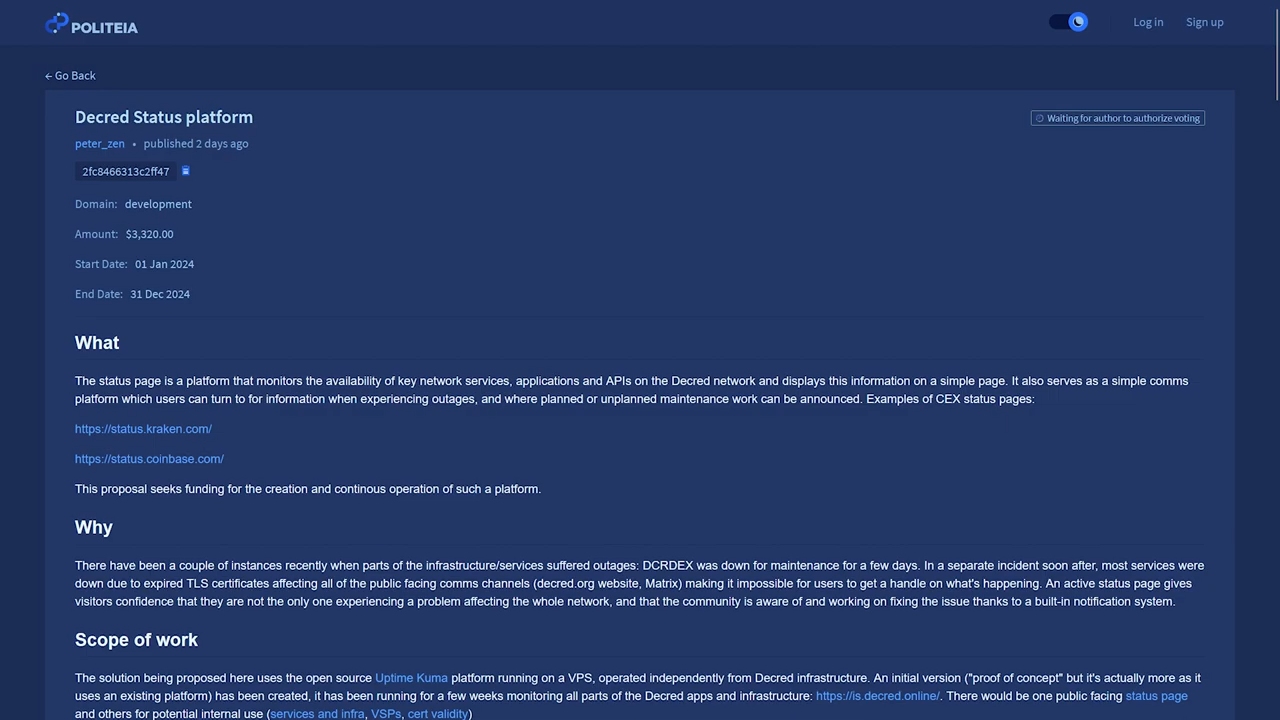 POLITEIA
Log in
Sign up
← Go Back
Decred Status platform
Waiting for author to authorize voting
peter_zen • published 2 days ago
2fc8466313c2ff47
Domain: development
Amount: $3,320.00
Start Date: 01 Jan 2024
End Date: 31 Dec 2024
What
The status page is a platform that monitors the availability of key network services, applications and APIs on the Decred network and displays this information on a simple page. It also serves as a simple comms
platform which users can turn to for information when experiencing outages, and where planned or unplanned maintenance work can be announced. Examples of CEX status pages:
https://status.kraken.com/
https://status.coinbase.com/
This proposal seeks funding for the creation and continous operation of such a platform.
Why
There have been a couple of instances recently when parts of the infrastructure/services suffered outages: DCRDEX was down for maintenance for a few days. In a separate incident soon after, most services were
down due to expired TLS certificates affecting all of the public facing comms channels (decred.org website, Matrix) making it impossible for users to get a handle on what's happening. An active status page gives
visitors confidence that they are not the only one experiencing a problem affecting the whole network, and that the community is aware of and working on fixing the issue thanks to a built-in notification system.
Scope of work
The solution being proposed here uses the open source Uptime Kuma platform running on a VPS, operated independently from Decred infrastructure. An initial version ("proof of concept" but it's actually more as it
uses an existing platform) has been created, it has been running for a few weeks monitoring all parts of the Decred apps and infrastructure: https://is.decred.online/. There would be one public facing status page
and others for potential internal use (services and infra, VSPs, cert validity)